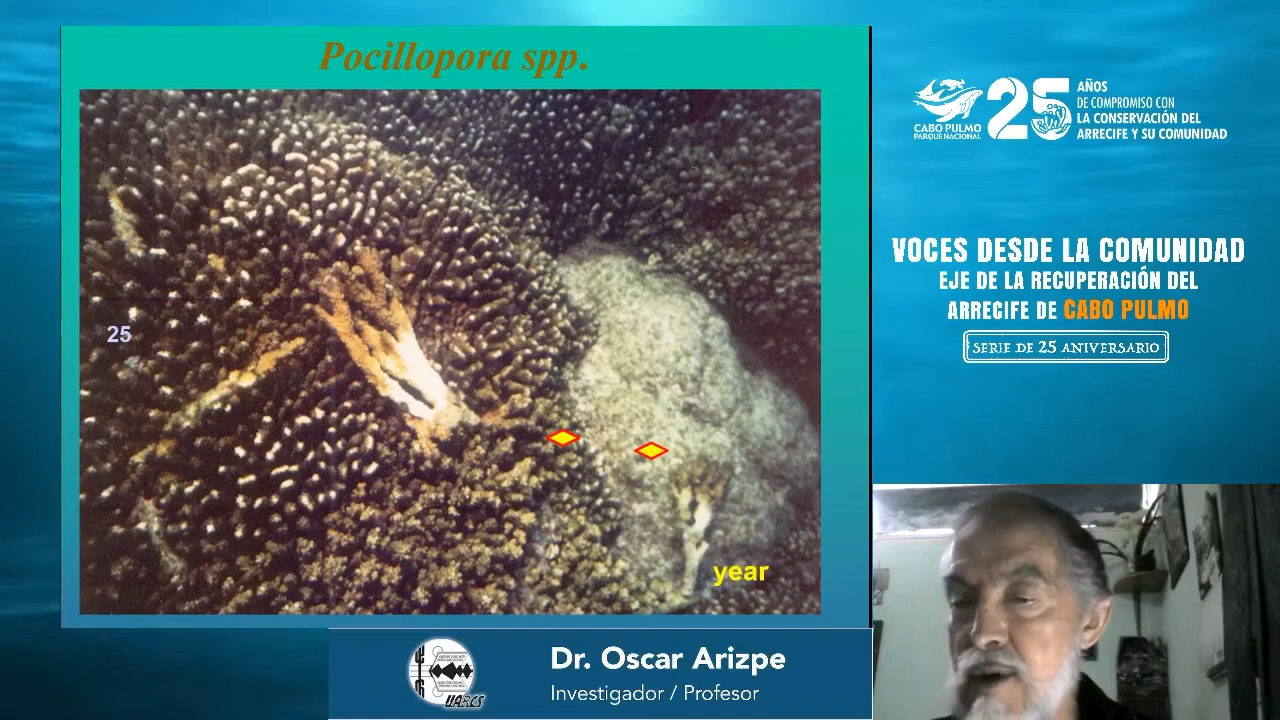 Pocillopora spp.
25
year
CABO PULMO
PARQUE NACIONAL
25
AÑOS
DE COMPROMISO CON
LA CONSERVACIÓN DEL
ARRECIFE Y SU COMUNIDAD
VOCES DESDE LA COMUNIDAD
EJE DE LA RECUPERACIÓN DEL
ARRECIFE DE CABO PULMO
SERIE DE 25 ANIVERSARIO
Dr. Oscar Arizpe
Investigador / Profesor
UABCS